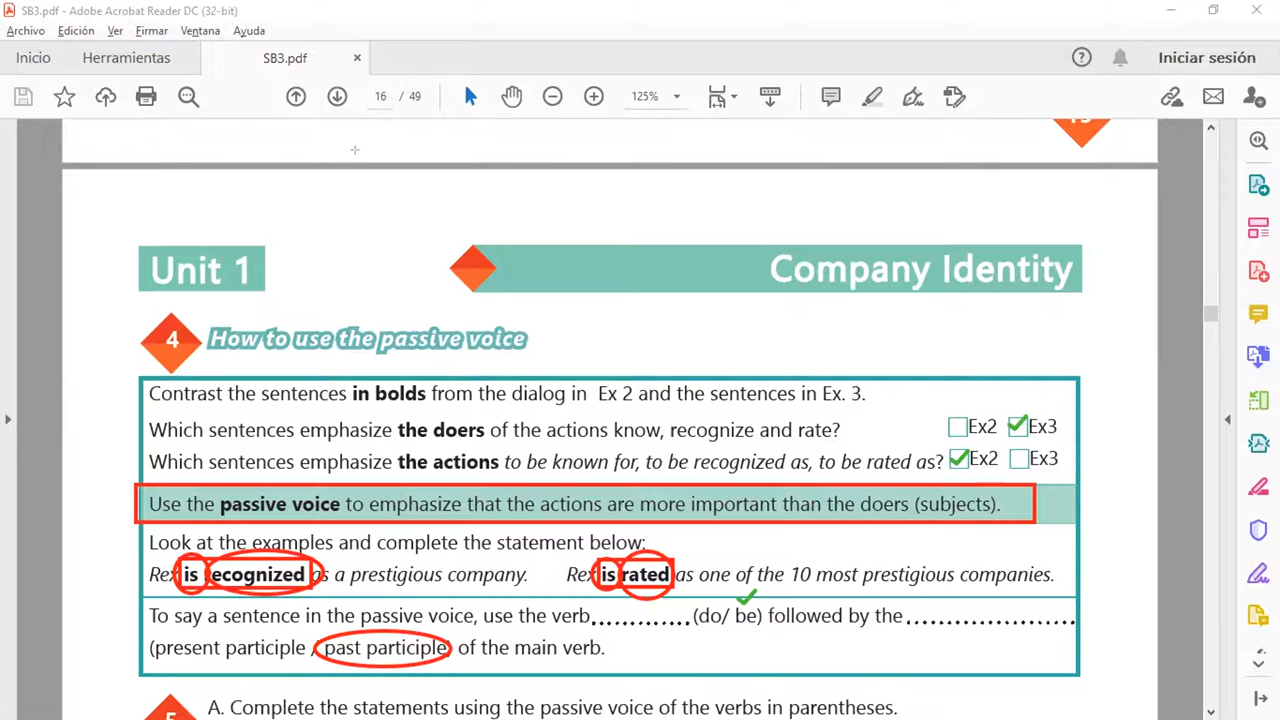 SB3.pdf - Adobe Acrobat Reader DC (32-bit)
Archivo Edición Ver Firmar Ventana Ayuda
Inicio Herramientas SB3.pdf × Iniciar sesión
16 / 49 125%
Unit 1 Company Identity
4 How to use the passive voice
Contrast the sentences in bolds from the dialog in Ex 2 and the sentences in Ex. 3.
Which sentences emphasize the doers of the actions know, recognize and rate? Ex2 Ex3
Which sentences emphasize the actions to be known for, to be recognized as, to be rated as? Ex2 Ex3
Use the passive voice to emphasize that the actions are more important than the doers (subjects).
Look at the examples and complete the statement below:
Rex is recognized as a prestigious company. Rex is rated as one of the 10 most prestigious companies.
To say a sentence in the passive voice, use the verb............(do/ be) followed by the .....................
(present participle / past participle) of the main verb.
5 A. Complete the statements using the passive voice of the verbs in parentheses.